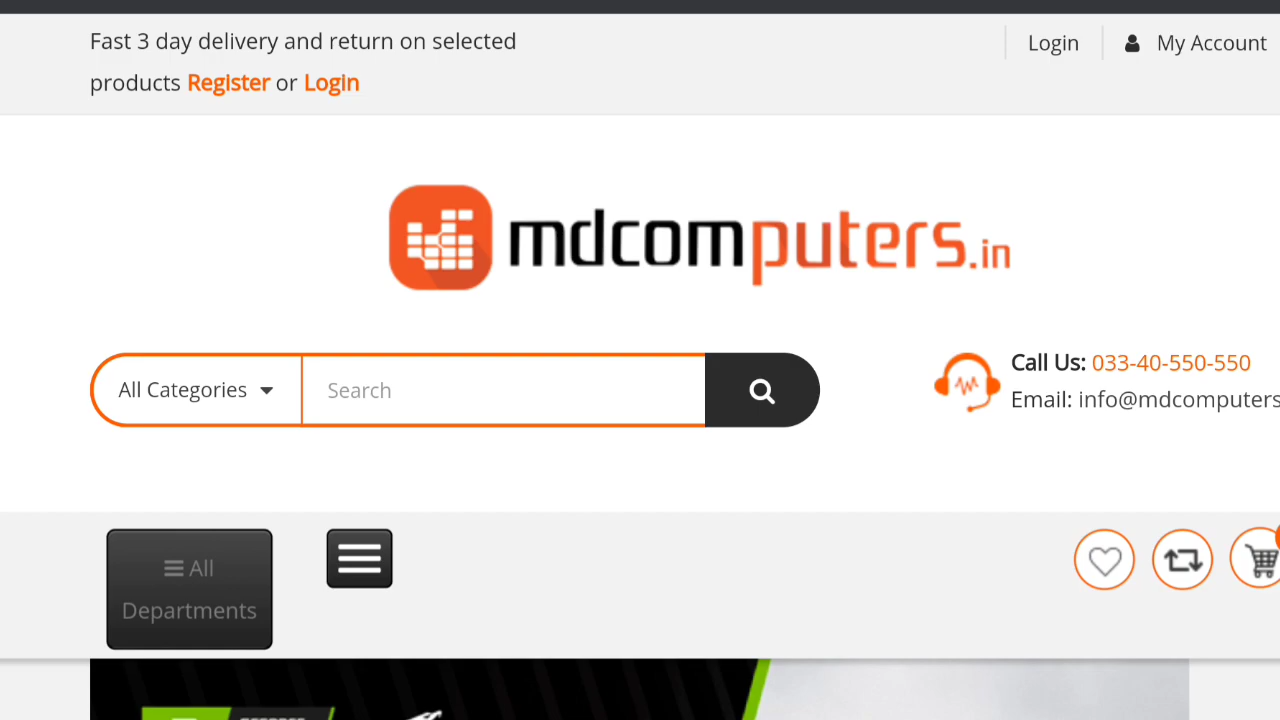 Fast 3 day delivery and return on selected
products Register or Login
Login
My Account
mdcomputers.in
All Categories
Search
Call Us: 033-40-550-550
Email: info@mdcomputers
All
Departments